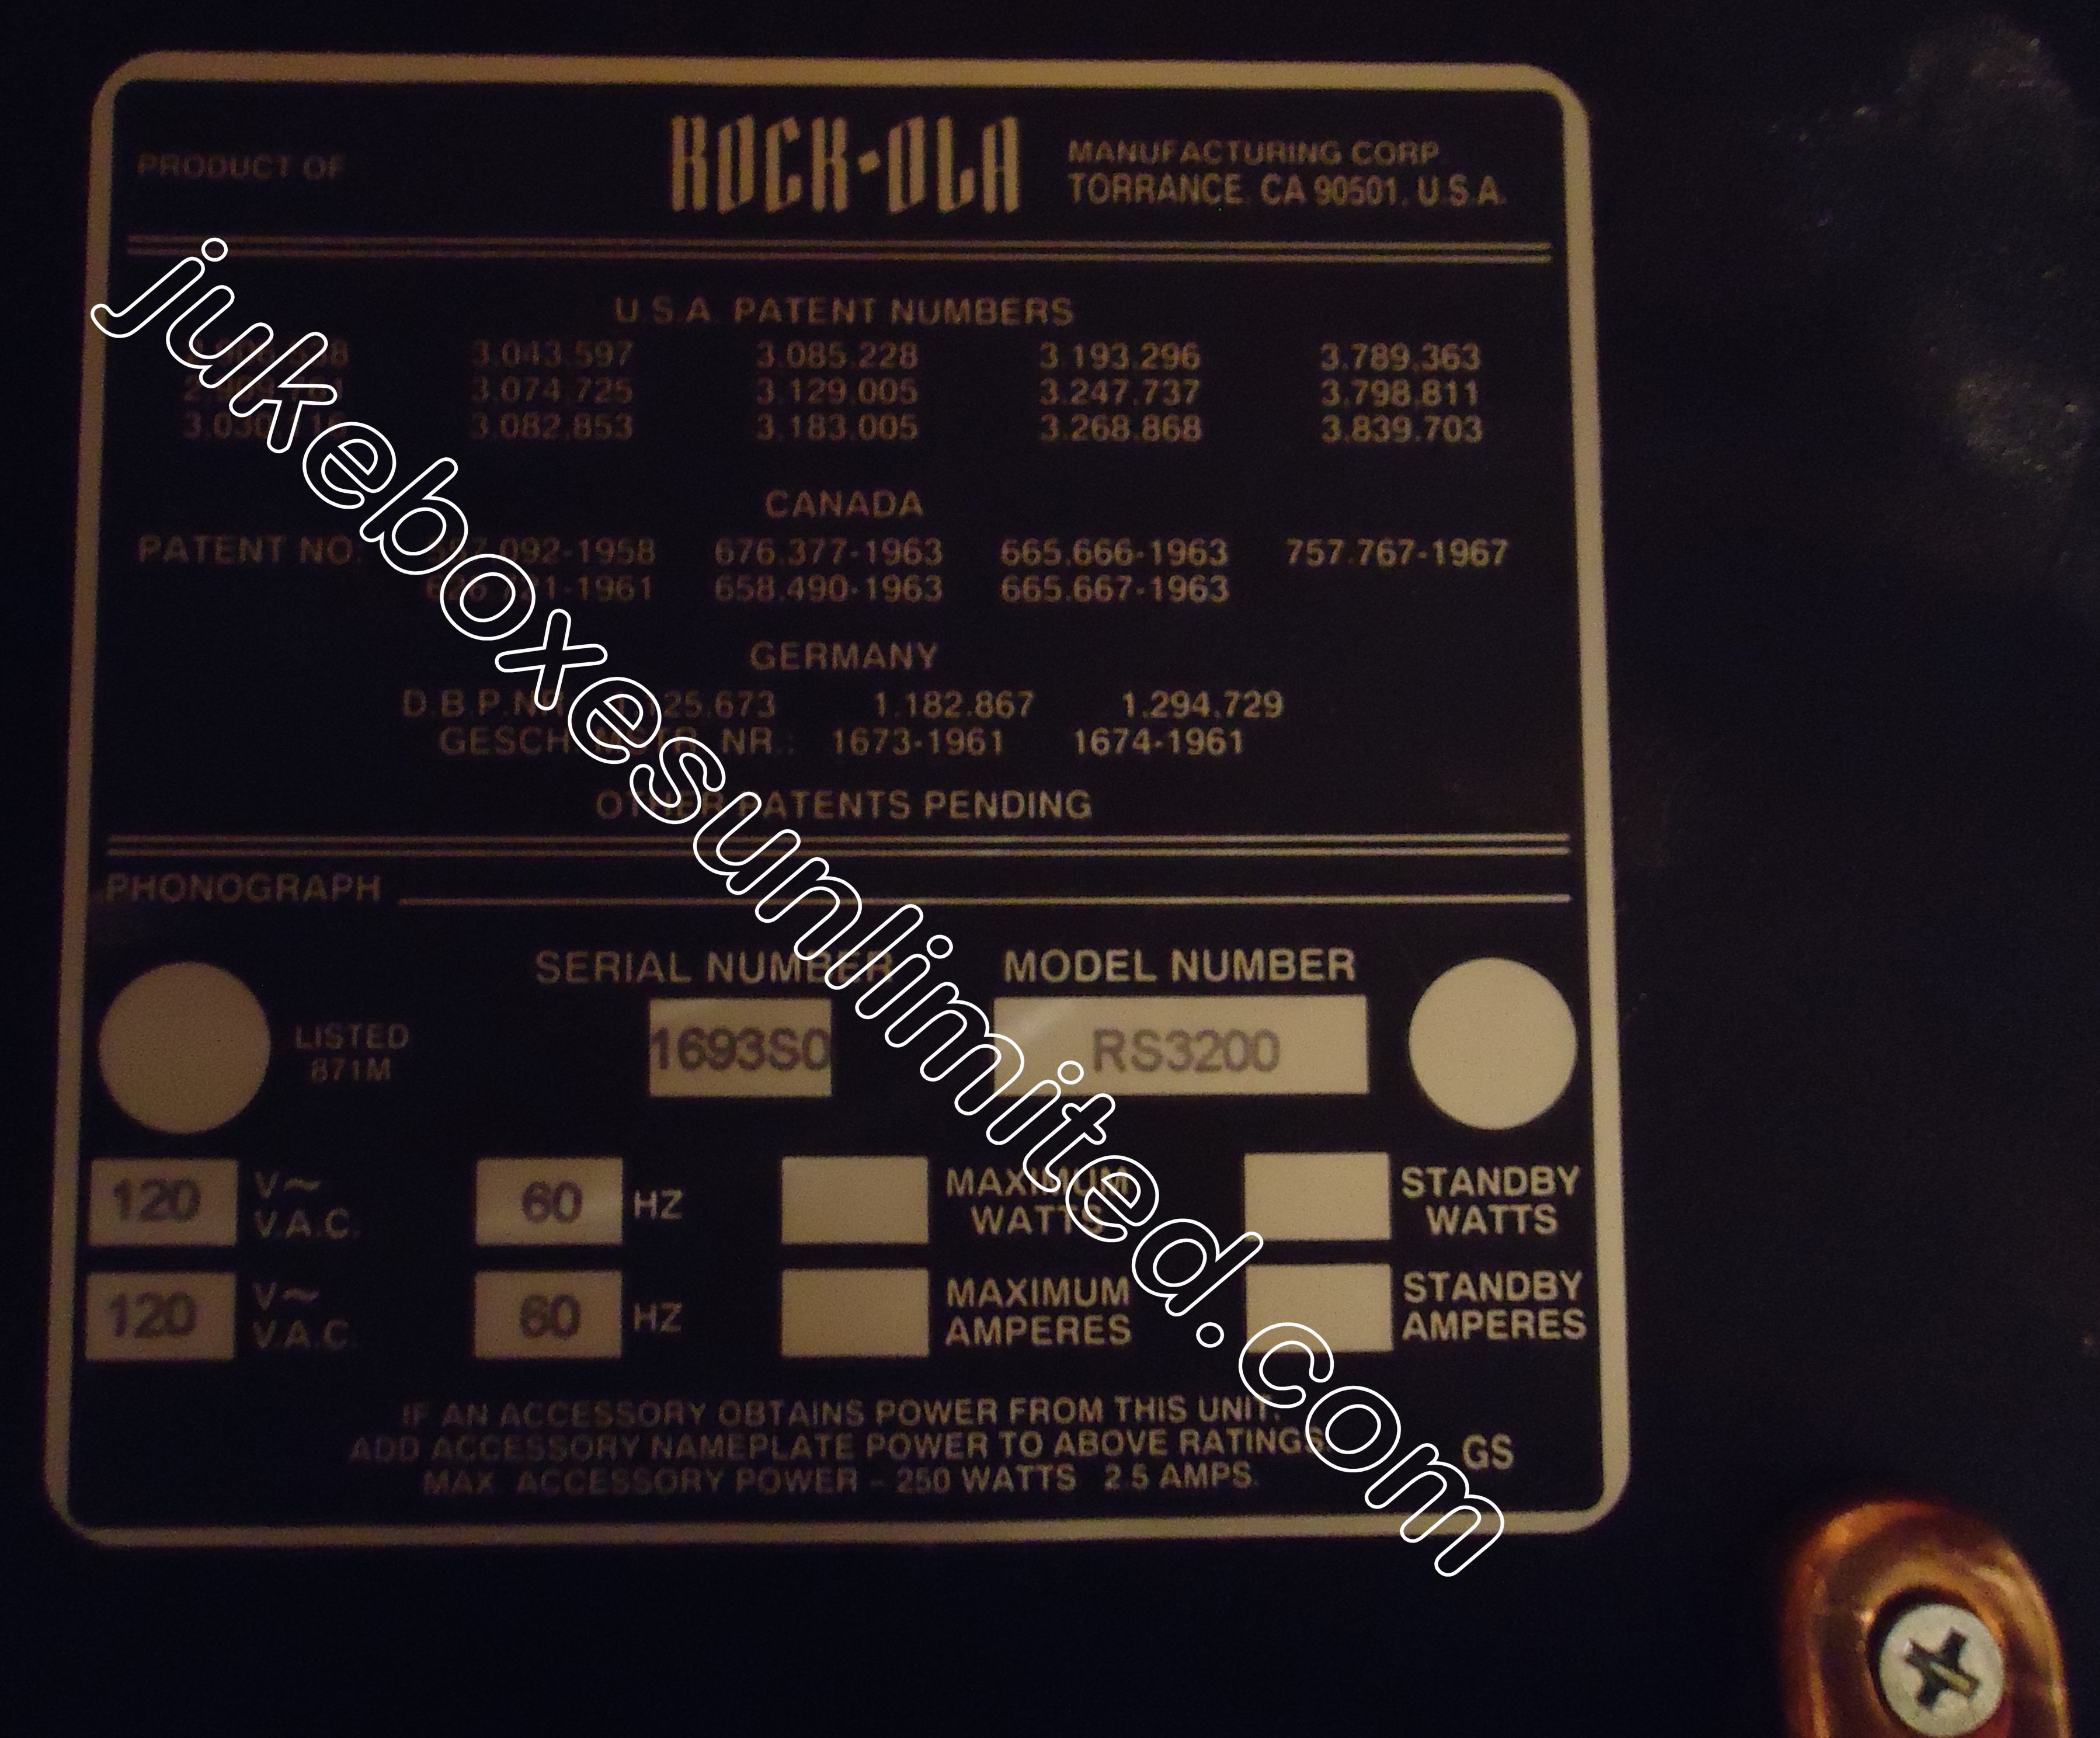 PRODUCT OF ROCK-OLA MANUFACTURING CORP.
TORRANCE, CA 90501, U.S.A.
U.S.A. PATENT NUMBERS
3.043.597 3.085.228 3.193.296 3.789.363
3.074.725 3.129.005 3.247.737 3.798.811
3.082.853 3.183.005 3.268.868 3.839.703
CANADA
PATENT NO. 676.377-1963 665.666-1963 757.767-1967
658.490-1963 665.667-1963
GERMANY
D.B.P.NR. 1.182.867 1.294.729
NR.: 1673-1961 1674-1961
OTHER PATENTS PENDING
PHONOGRAPH
SERIAL NUMBER MODEL NUMBER
LISTED
871M
1693S0 RS3200
120 V~ V.A.C. 60 HZ MAXIMUM WATTS STANDBY WATTS
120 V~ V.A.C. 60 HZ MAXIMUM AMPERES STANDBY AMPERES
IF AN ACCESSORY OBTAINS POWER FROM THIS UNIT.
ADD ACCESSORY NAMEPLATE POWER TO ABOVE RATINGS.
MAX. ACCESSORY POWER - 250 WATTS 2.5 AMPS.
GS
jukeboxesunlimited.com